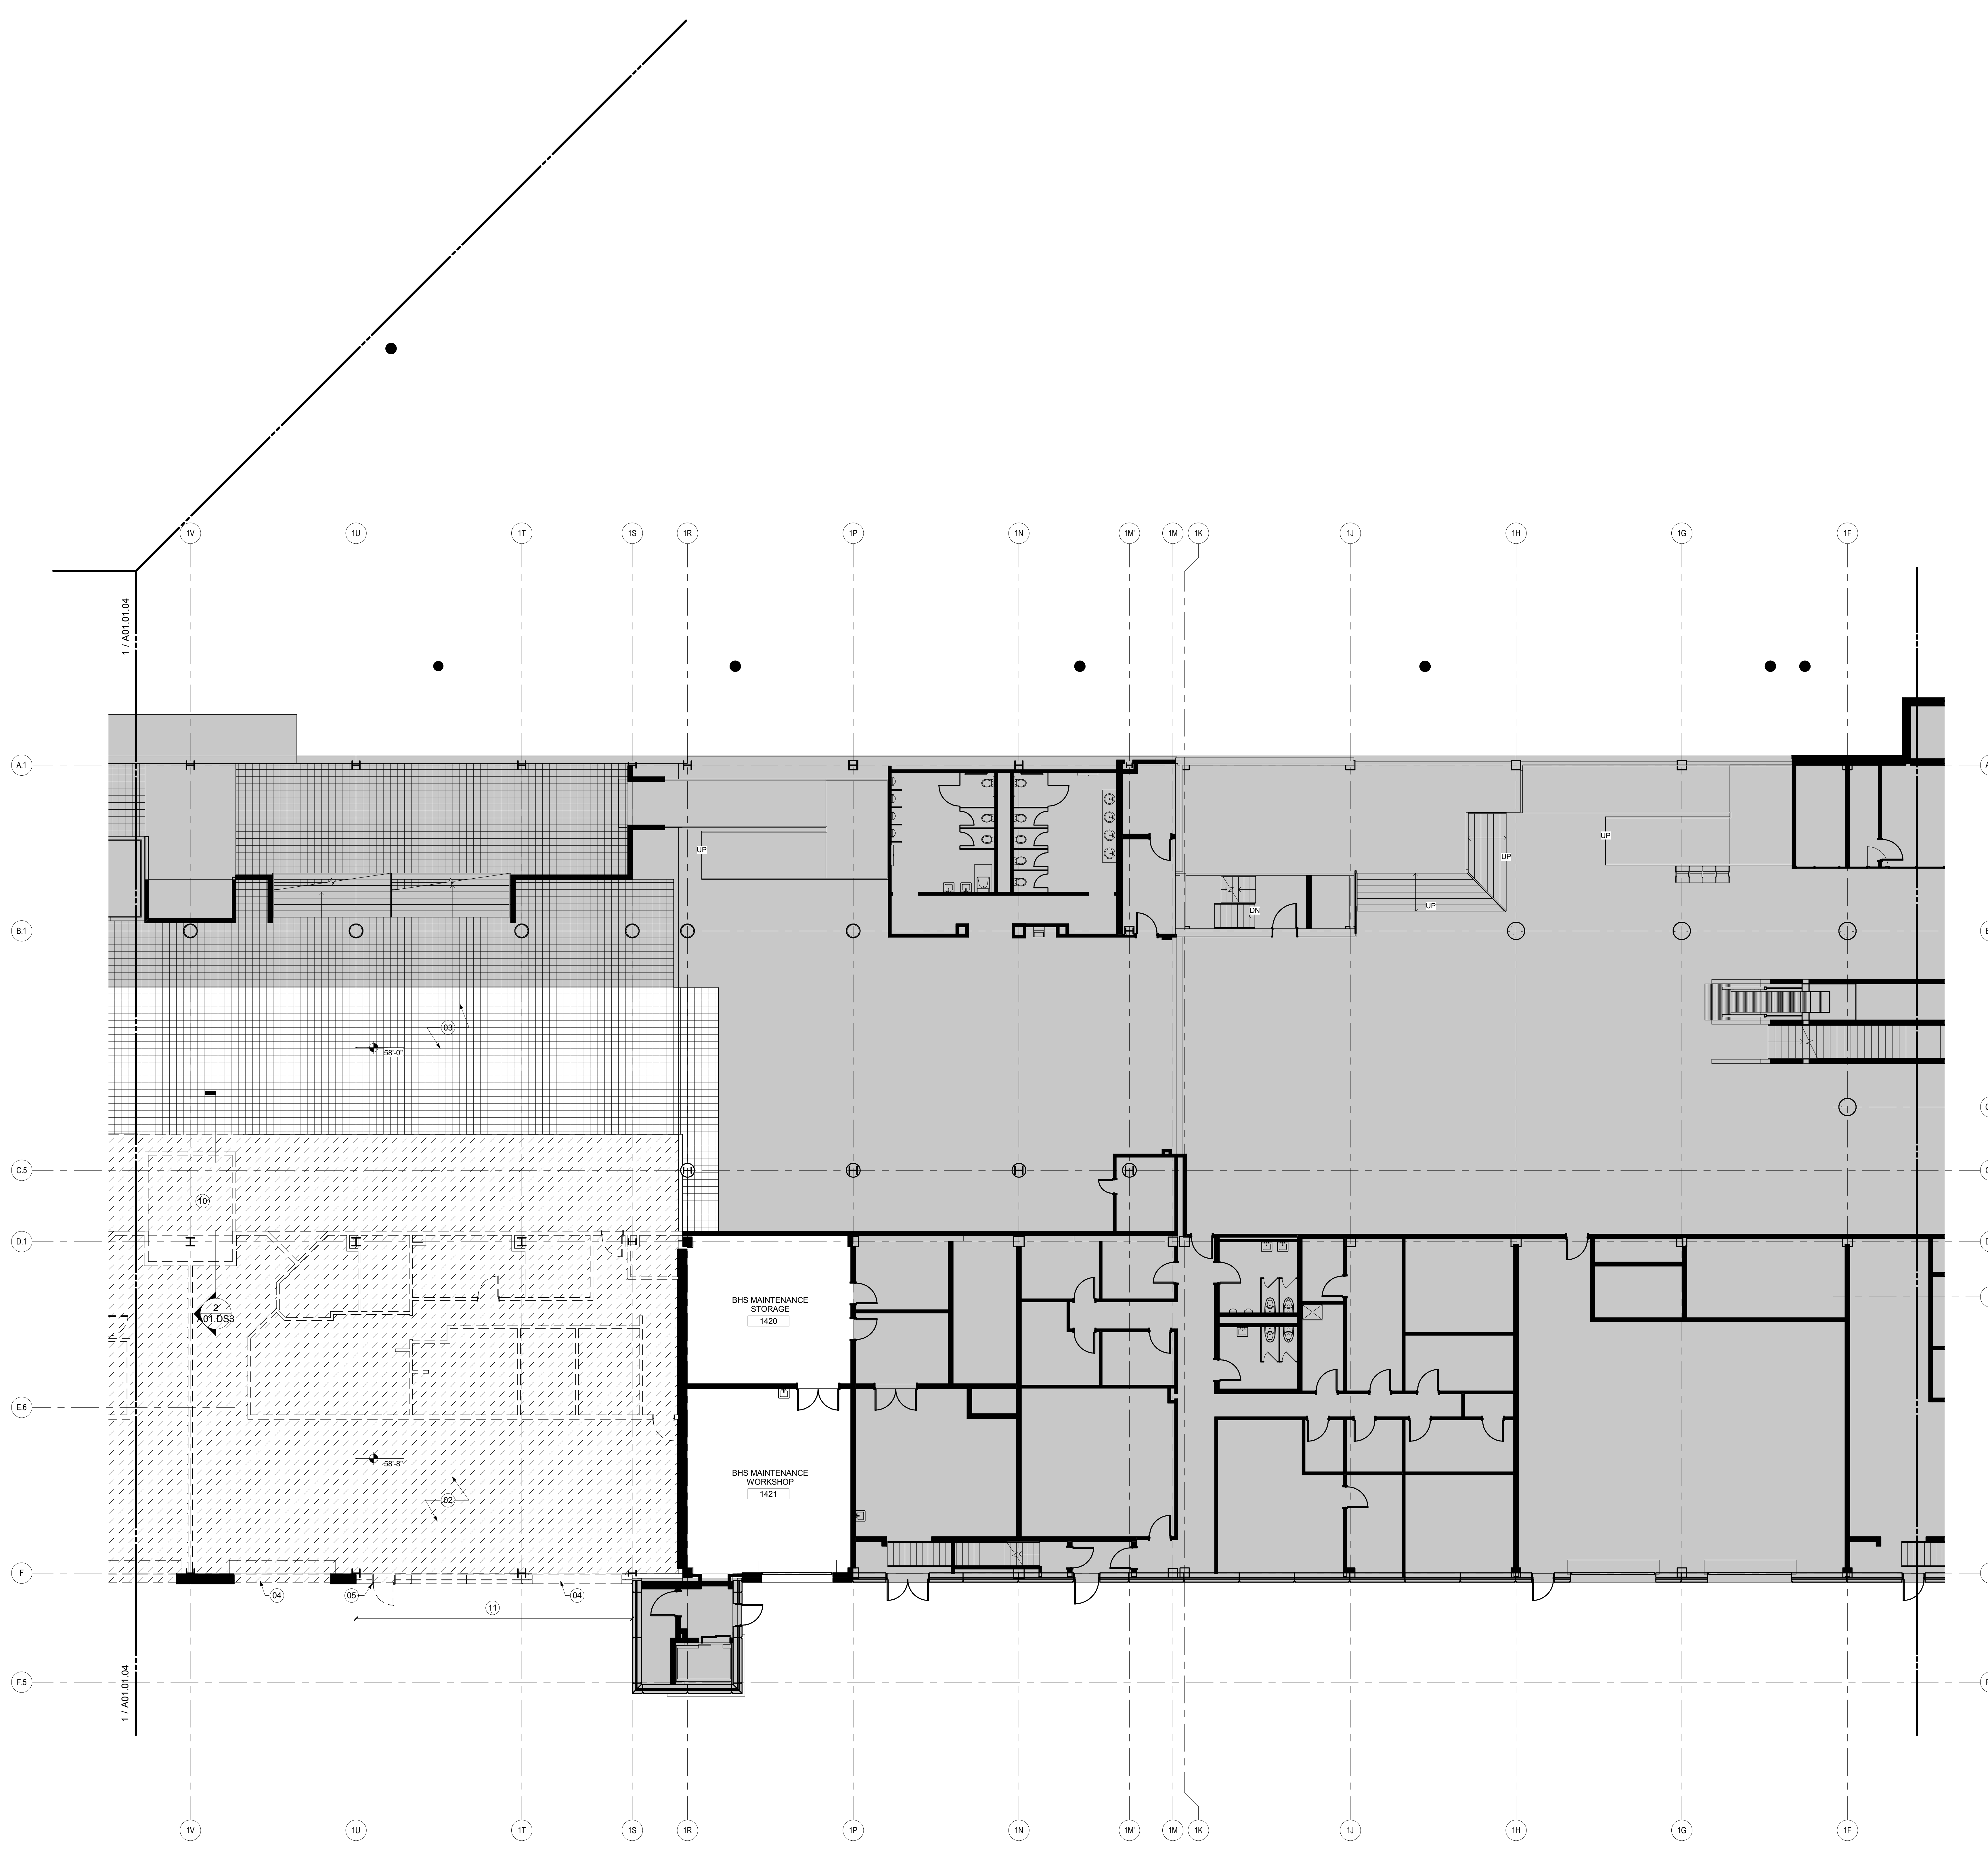 1V 1U 1T 1S 1R 1P 1N 1M' 1M 1K 1J 1H 1G 1F
1 / A01.01.04
A.1
UP
UP
UP
UP
DN
B.1
03
58'-0"
C.5
10
D.1
2
01.DS3
BHS MAINTENANCE
STORAGE
1420
E.6
58'-8"
BHS MAINTENANCE
WORKSHOP
1421
02
F
04
05
04
11
F.5
1 / A01.01.04
1V 1U 1T 1S 1R 1P 1N 1M' 1M 1K 1J 1H 1G 1F